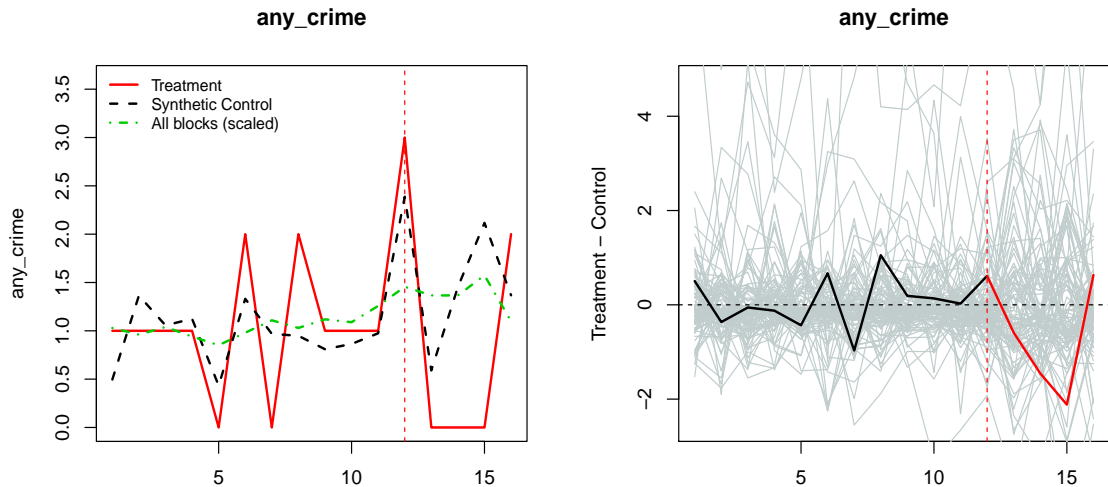 any_crime
any_crime
3.5
3.0
2.5
2.0
1.5
1.0
0.5
0.0
any_crime
Treatment
Synthetic Control
All blocks (scaled)
5
10
15
any_crime
4
2
0
−2
Treatment − Control
5
10
15